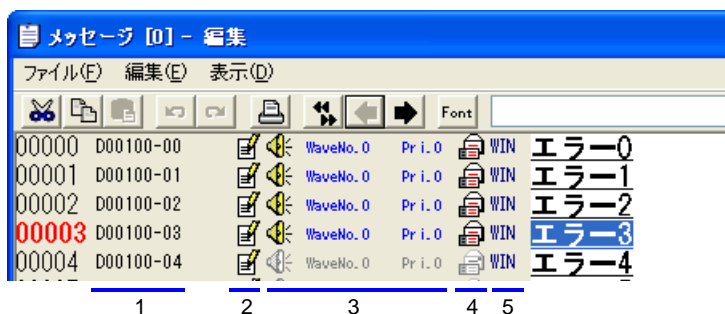 メッセージ [0] - 編集
ファイル(F) 編集(E) 表示(D)
Font
00000 D00100-00 WaveNo.0 Pri.0 WIN エラー0
00001 D00100-01 WaveNo.0 Pri.0 WIN エラー1
00002 D00100-02 WaveNo.0 Pri.0 WIN エラー2
00003 D00100-03 WaveNo.0 Pri.0 WIN エラー3
00004 D00100-04 WaveNo.0 Pri.0 WIN エラー4
1 2 3 4 5